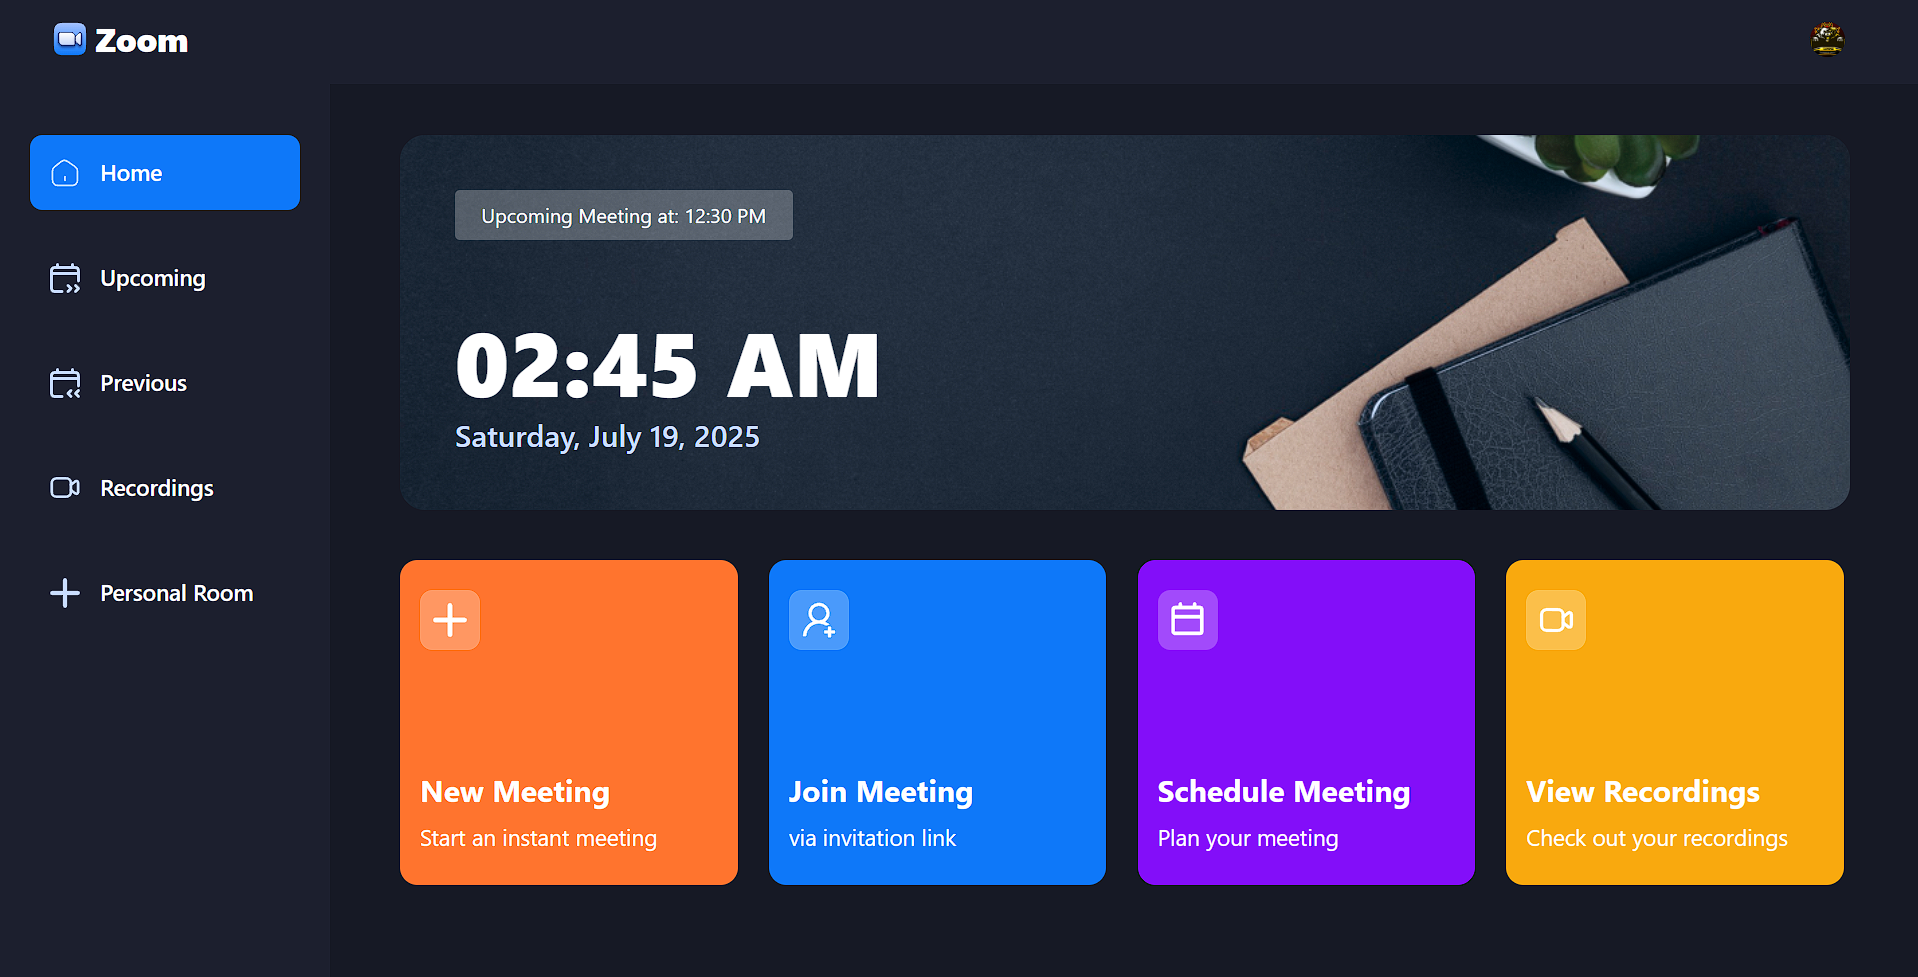 Zoom
Home
Upcoming
Previous
Recordings
Personal Room
Upcoming Meeting at: 12:30 PM
02:45 AM
Saturday, July 19, 2025
New Meeting
Start an instant meeting
Join Meeting
via invitation link
Schedule Meeting
Plan your meeting
View Recordings
Check out your recordings